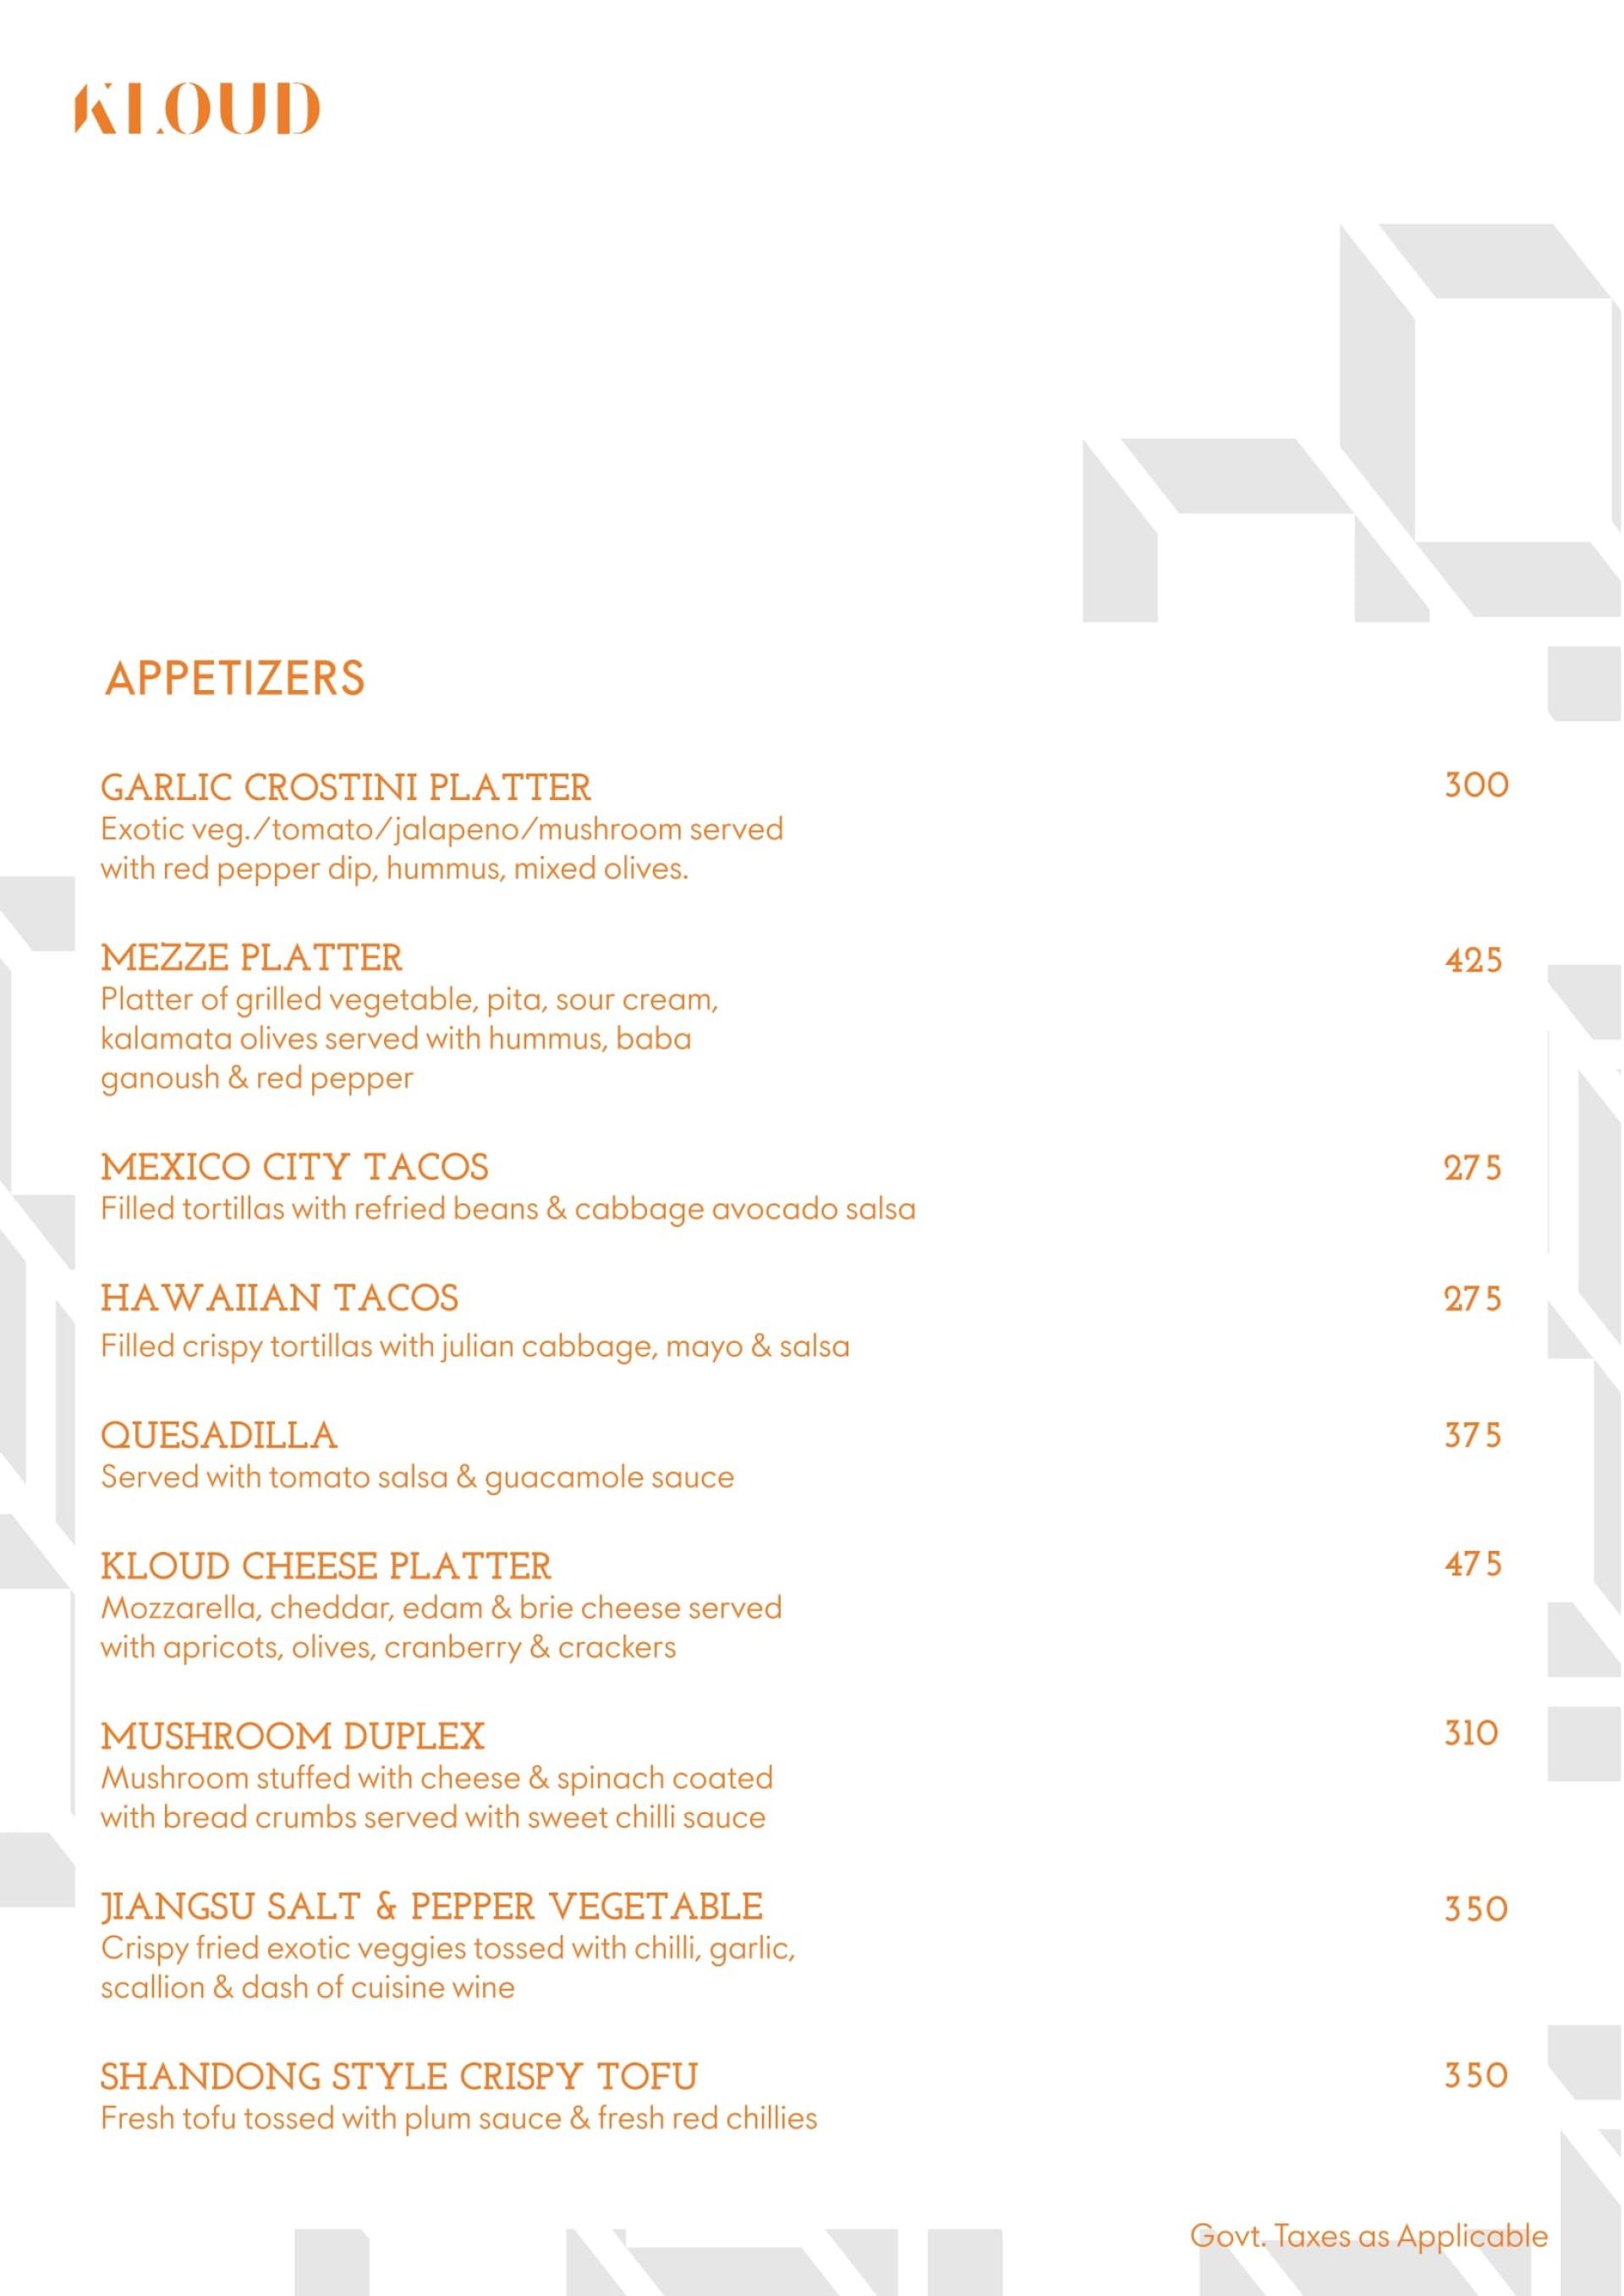 KLOUD
APPETIZERS
GARLIC CROSTINI PLATTER 300
Exotic veg./tomato/jalapeno/mushroom served
with red pepper dip, hummus, mixed olives.
MEZZE PLATTER 425
Platter of grilled vegetable, pita, sour cream,
kalamata olives served with hummus, baba
ganoush & red pepper
MEXICO CITY TACOS 275
Filled tortillas with refried beans & cabbage avocado salsa
HAWAIIAN TACOS 275
Filled crispy tortillas with julian cabbage, mayo & salsa
QUESADILLA 375
Served with tomato salsa & guacamole sauce
KLOUD CHEESE PLATTER 475
Mozzarella, cheddar, edam & brie cheese served
with apricots, olives, cranberry & crackers
MUSHROOM DUPLEX 310
Mushroom stuffed with cheese & spinach coated
with bread crumbs served with sweet chilli sauce
JIANGSU SALT & PEPPER VEGETABLE 350
Crispy fried exotic veggies tossed with chilli, garlic,
scallion & dash of cuisine wine
SHANDONG STYLE CRISPY TOFU 350
Fresh tofu tossed with plum sauce & fresh red chillies
Govt. Taxes as Applicable